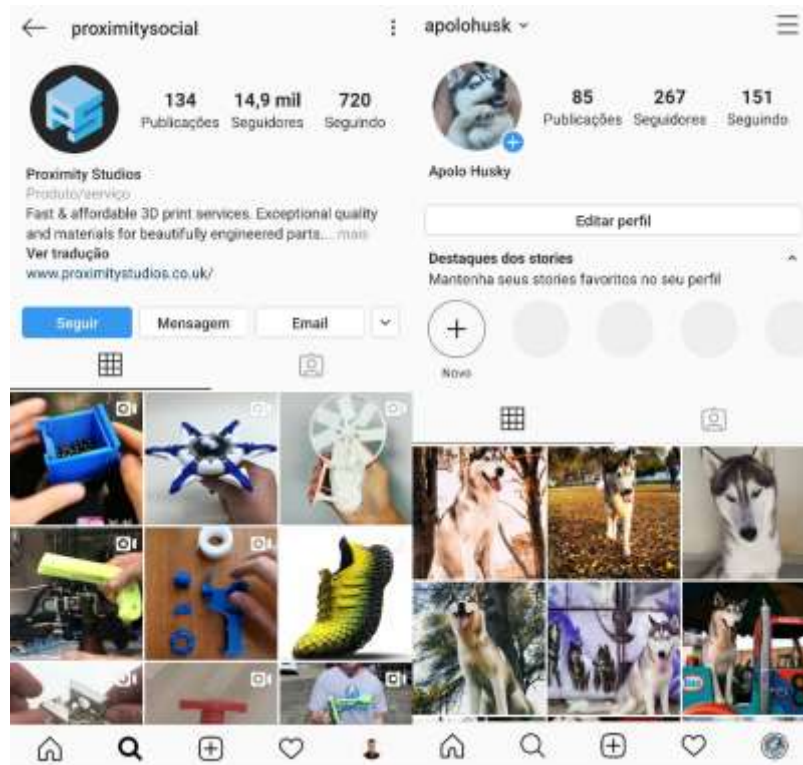 proximitysocial
134 14,9 mil 720
Publicações Seguidores Seguindo
Proximity Studios
Produto/serviço
Fast & affordable 3D print services. Exceptional quality
and materials for beautifully engineered parts.... mais
Ver tradução
www.proximitystudios.co.uk/
Seguir Mensagem Email
apolohusk
85 267 151
Publicações Seguidores Seguindo
Apolo Husky
Editar perfil
Destaques dos stories
Mantenha seus stories favoritos no seu perfil
Novo